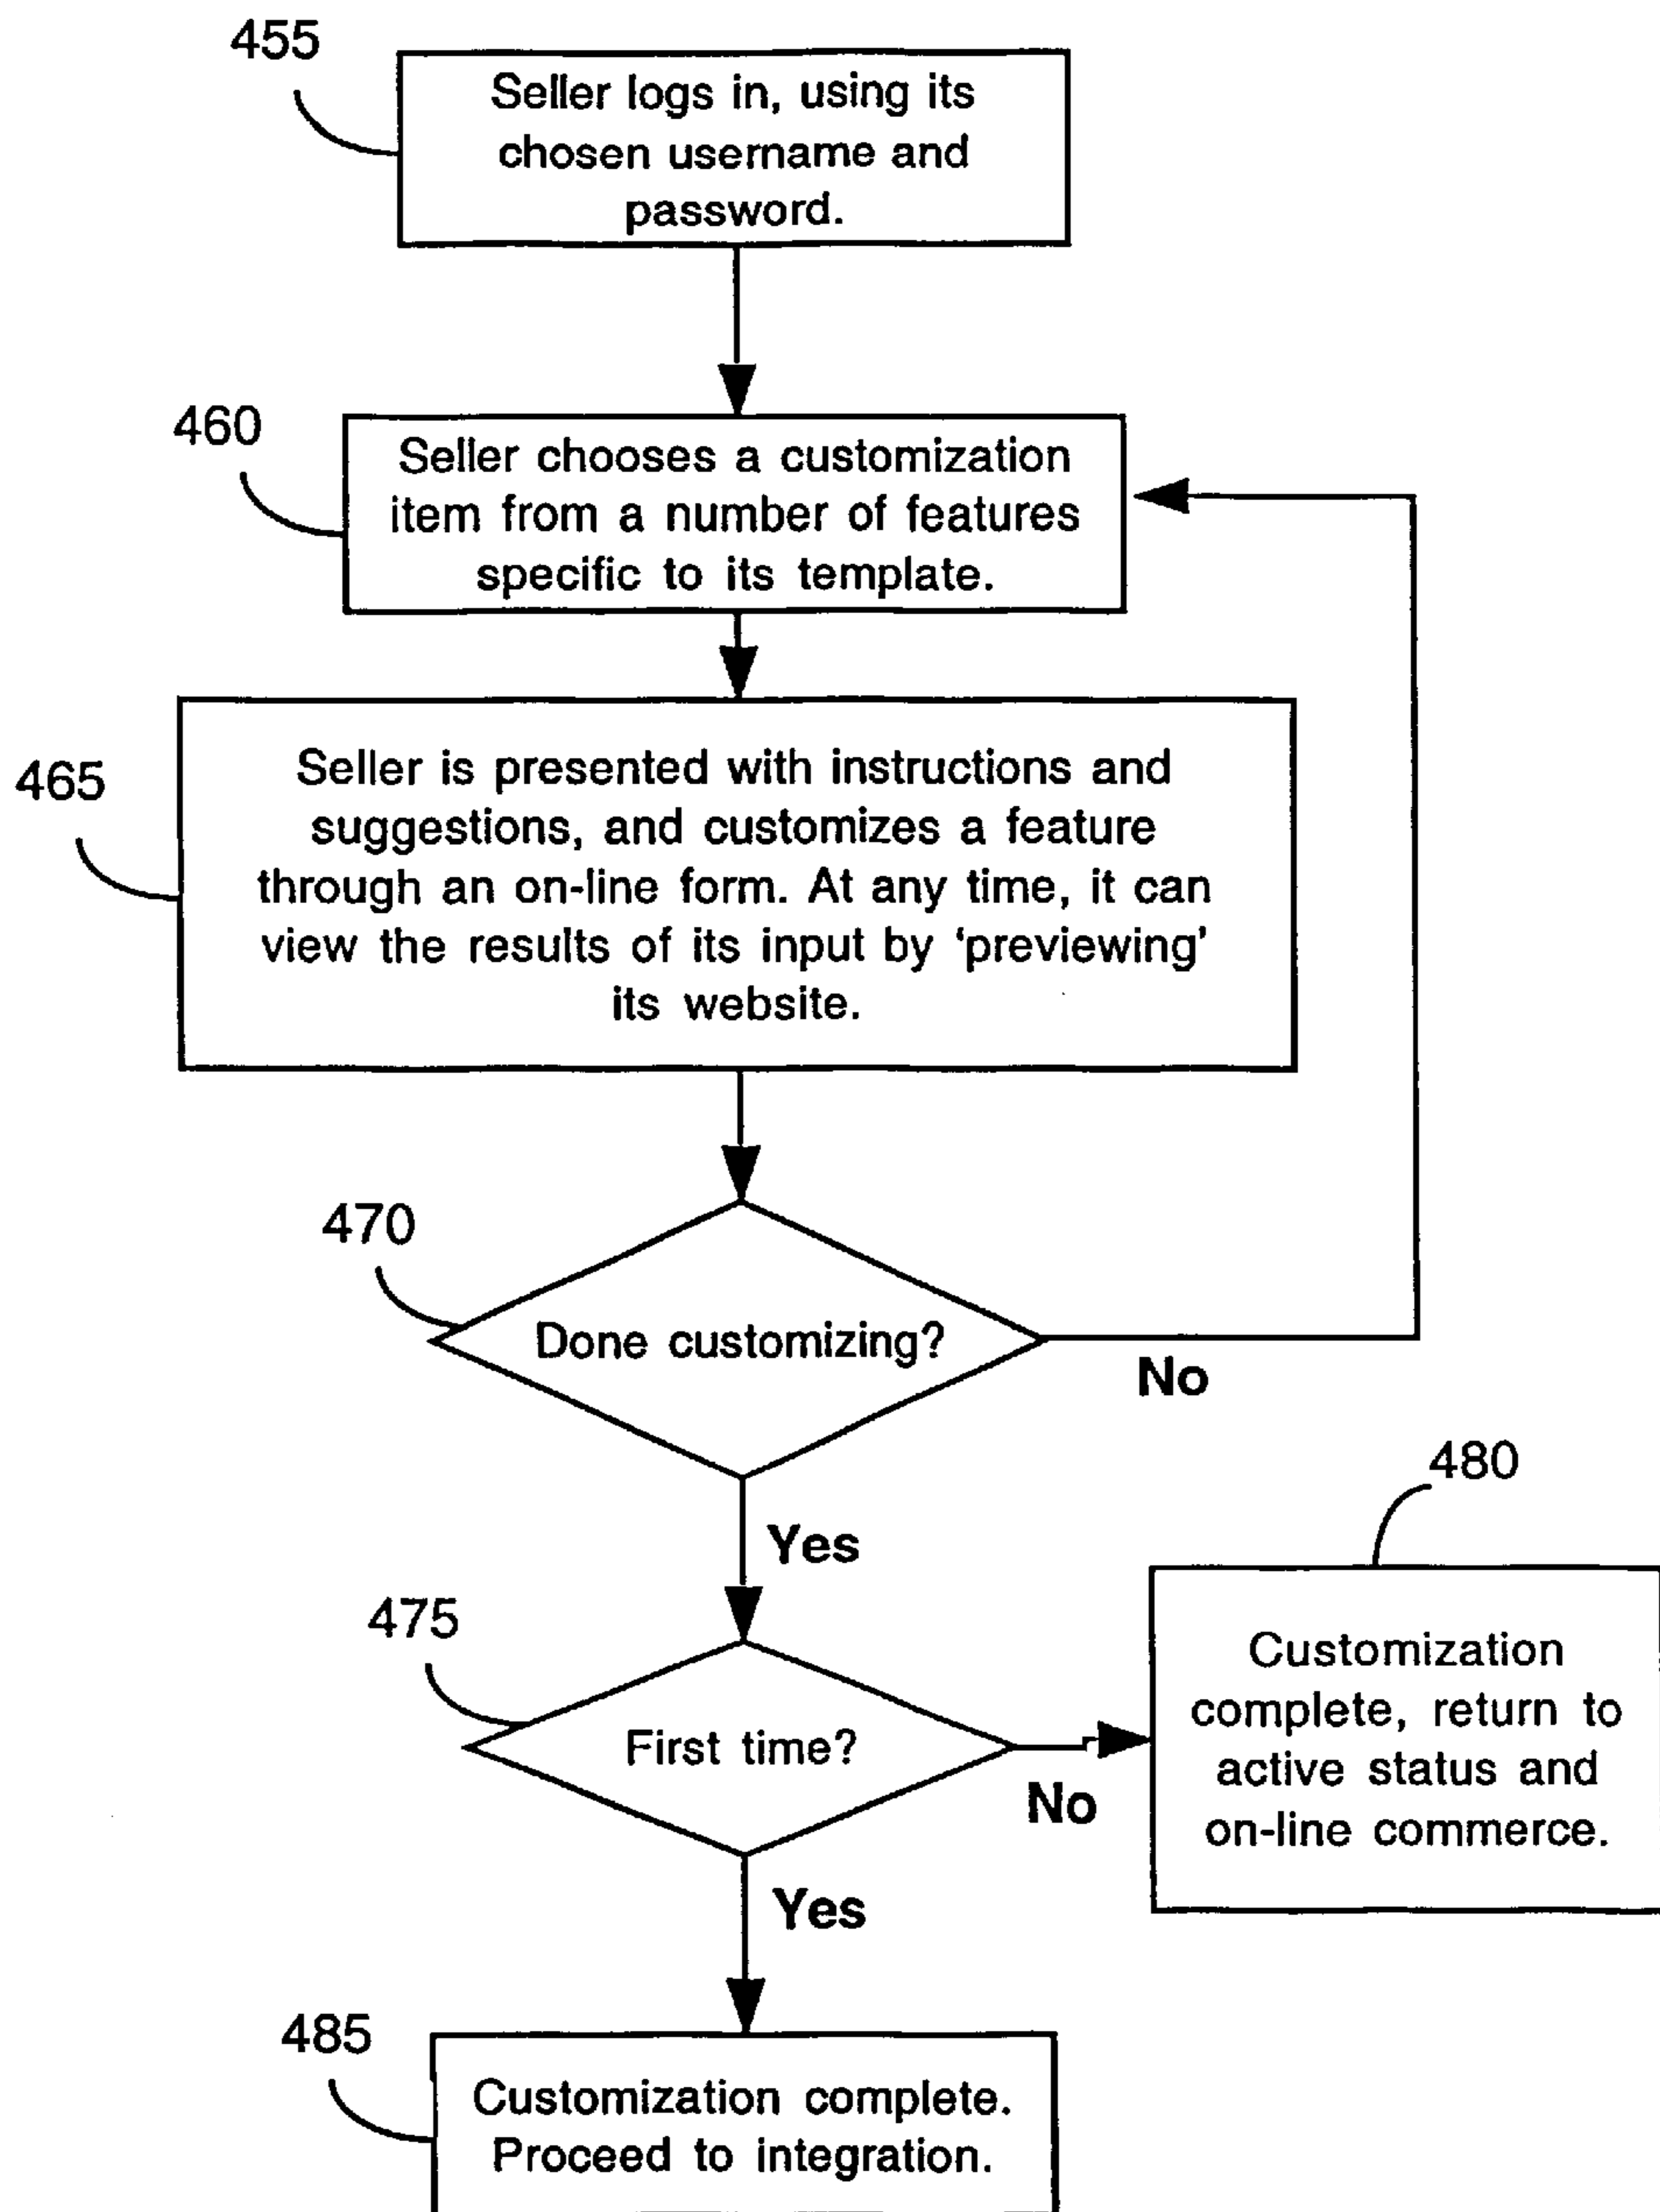 455
Seller logs in, using its
chosen username and
password.
460
Seller chooses a customization
item from a number of features
specific to its template.
465
Seller is presented with instructions and
suggestions, and customizes a feature
through an on-line form. At any time, it can
view the results of its input by ‘previewing’
its website.
470
Done customizing?
No
Yes
480
Customization
complete, return to
active status and
on-line commerce.
475
First time?
No
Yes
485
Customization complete.
Proceed to integration.